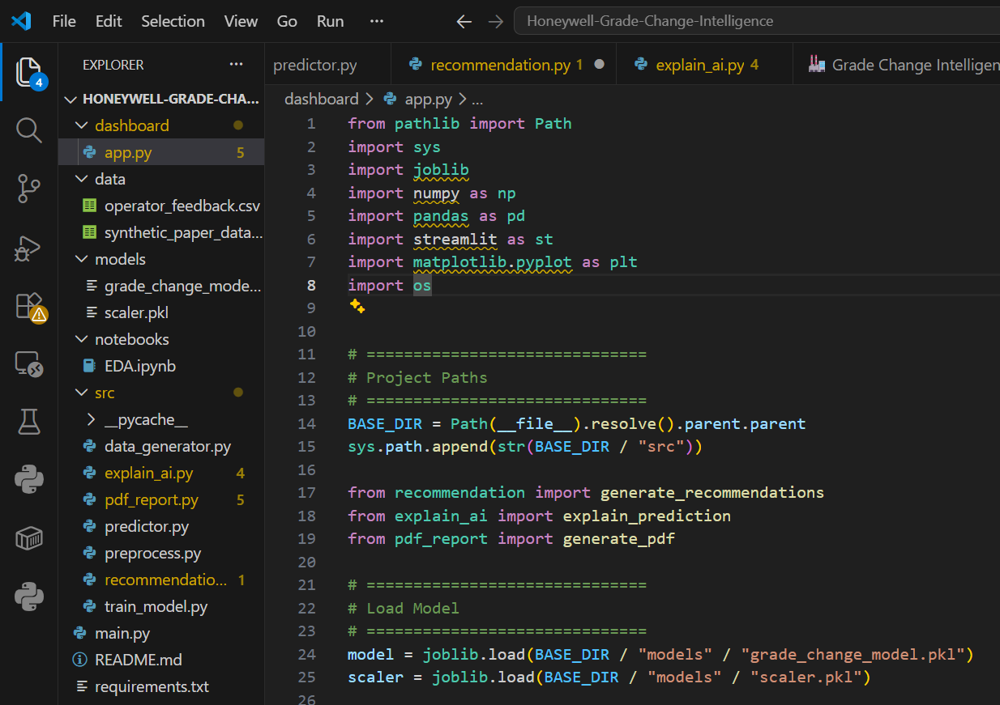 File Edit Selection View Go Run ···
← → Honeywell-Grade-Change-Intelligence
EXPLORER ···
4
HONEYWELL-GRADE-CHA...
dashboard
app.py 5
data
operator_feedback.csv
synthetic_paper_data...
models
grade_change_mode...
scaler.pkl
notebooks
EDA.ipynb
src
__pycache__
data_generator.py
explain_ai.py 4
pdf_report.py 5
predictor.py
preprocess.py
recommendatio... 1
train_model.py
main.py
README.md
requirements.txt
predictor.py recommendation.py 1 explain_ai.py 4 Grade Change Intelligen
dashboard > app.py > ...
1 from pathlib import Path
2 import sys
3 import joblib
4 import numpy as np
5 import pandas as pd
6 import streamlit as st
7 import matplotlib.pyplot as plt
8 import os
9
10
11 # ==============================
12 # Project Paths
13 # ==============================
14 BASE_DIR = Path(__file__).resolve().parent.parent
15 sys.path.append(str(BASE_DIR / "src"))
16
17 from recommendation import generate_recommendations
18 from explain_ai import explain_prediction
19 from pdf_report import generate_pdf
20
21 # ==============================
22 # Load Model
23 # ==============================
24 model = joblib.load(BASE_DIR / "models" / "grade_change_model.pkl")
25 scaler = joblib.load(BASE_DIR / "models" / "scaler.pkl")
26